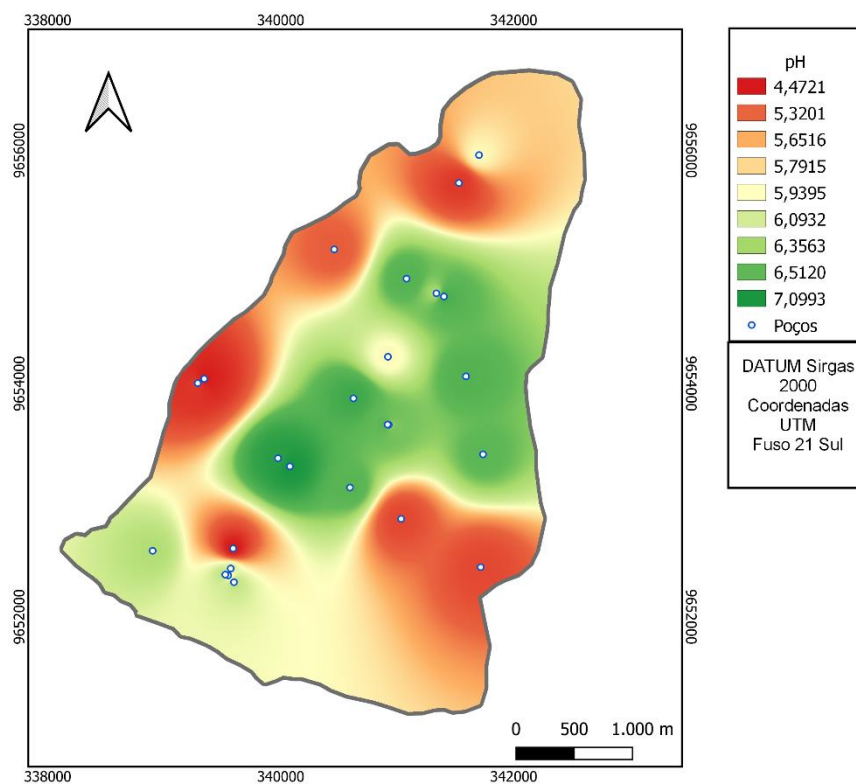 338000 340000 342000
9656000
9654000
9652000
9656000
9654000
9652000
0 500 1.000 m
338000 340000 342000
pH
4,4721
5,3201
5,6516
5,7915
5,9395
6,0932
6,3563
6,5120
7,0993
Poços
DATUM Sirgas
2000
Coordenadas
UTM
Fuso 21 Sul